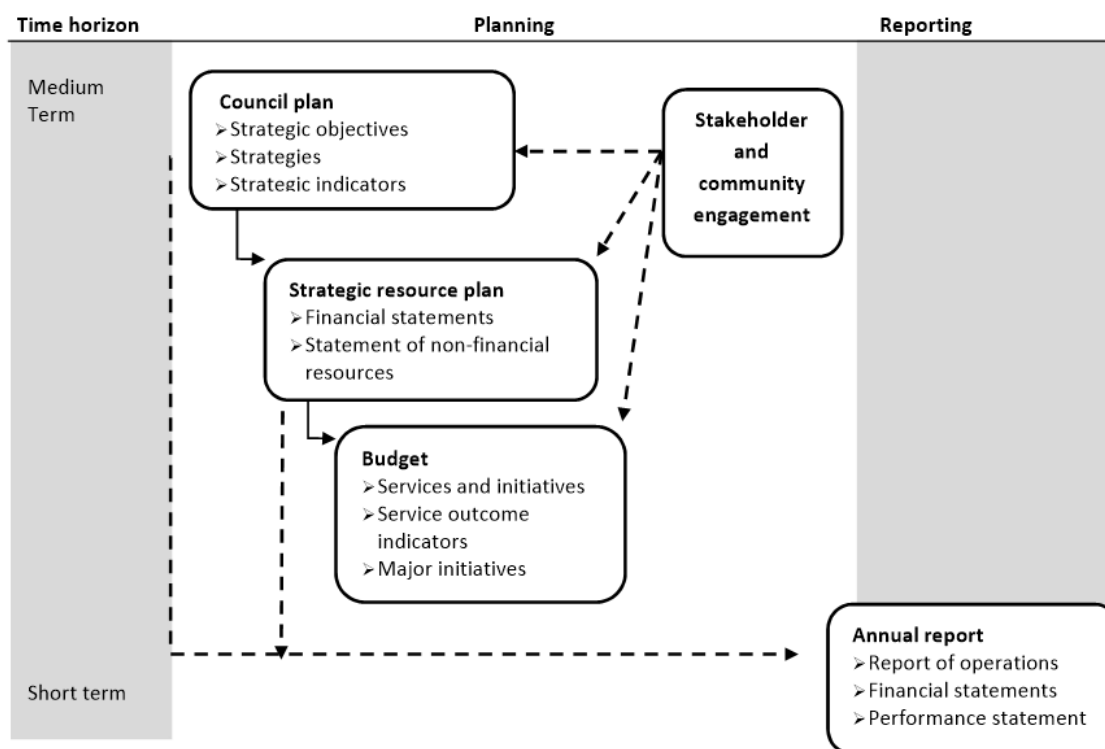 Time horizon
Planning
Reporting
Medium
Term
Council plan
➢Strategic objectives
➢Strategies
➢Strategic indicators
Stakeholder
and
community
engagement
Strategic resource plan
➢Financial statements
➢Statement of non-financial
resources
Budget
➢Services and initiatives
➢Service outcome
indicators
➢Major initiatives
Short term
Annual report
➢Report of operations
➢Financial statements
➢Performance statement